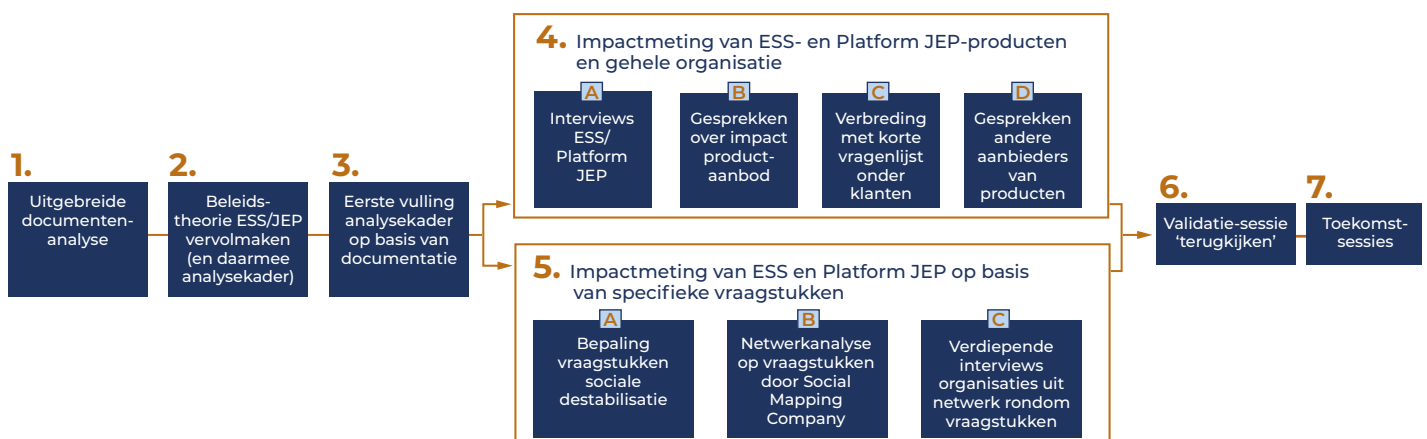 1.
Uitgebreide
documenten-
analyse
2.
Beleids-
theorie ESS/JEP
vervolmaken
(en daarmee
analysekader)
3.
Eerste vulling
analysekader
op basis van
documentatie
4. Impactmeting van ESS- en Platform JEP-producten
en gehele organisatie
A
Interviews
ESS/
Platform
JEP
B
Gesprekken
over impact
product-
aanbod
C
Verbreding
met korte
vragenlijst
onder
klanten
D
Gesprekken
andere
aanbieders
van
producten
5. Impactmeting van ESS en Platform JEP op basis
van specifieke vraagstukken
A
Bepaling
vraagstukken
sociale
destabilisatie
B
Netwerkanalyse
op vraagstukken
door Social
Mapping
Company
C
Verdiepende
interviews
organisaties uit
netwerk rondom
vraagstukken
6.
Validatie-sessie
‘terugkijken’
7.
Toekomst-
sessies